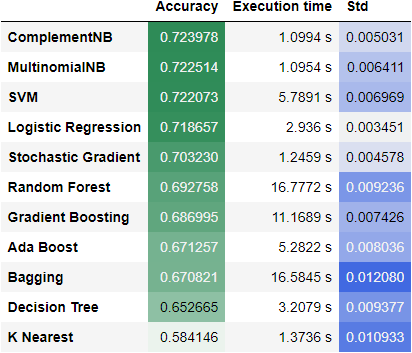 Accuracy Execution time Std
ComplementNB 0.723978 1.0994 s 0.005031
MultinomialNB 0.722514 1.0954 s 0.006411
SVM 0.722073 5.7891 s 0.006969
Logistic Regression 0.718657 2.936 s 0.003451
Stochastic Gradient 0.703230 1.2459 s 0.004578
Random Forest 0.692758 16.7772 s 0.009236
Gradient Boosting 0.686995 11.1689 s 0.007426
Ada Boost 0.671257 5.2822 s 0.008036
Bagging 0.670821 16.5845 s 0.012080
Decision Tree 0.652665 3.2079 s 0.009377
K Nearest 0.584146 1.3736 s 0.010933